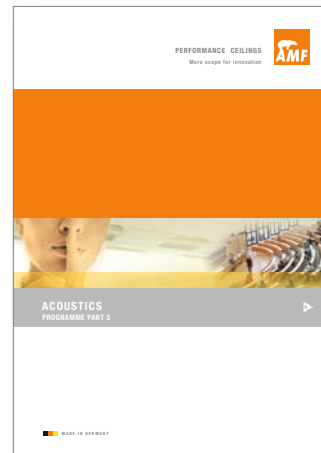 PERFORMANCE CEILINGS
More scope for innovation
AMF
ACOUSTICS
PROGRAMME PART 3
MADE IN GERMANY